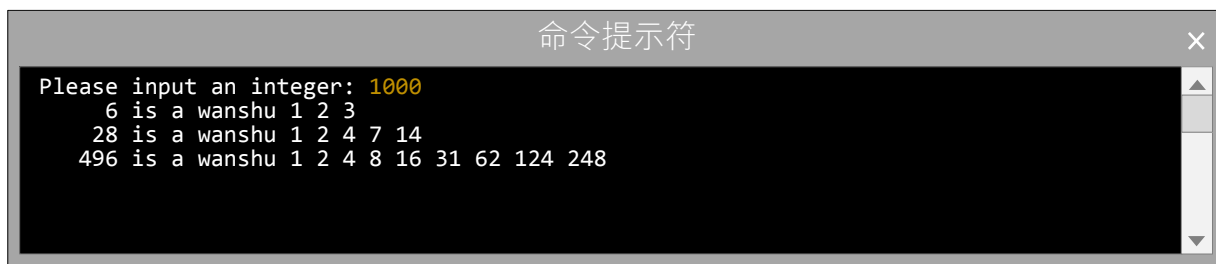 命令提示符
Please input an integer: 1000
6 is a wanshu 1 2 3
28 is a wanshu 1 2 4 7 14
496 is a wanshu 1 2 4 8 16 31 62 124 248